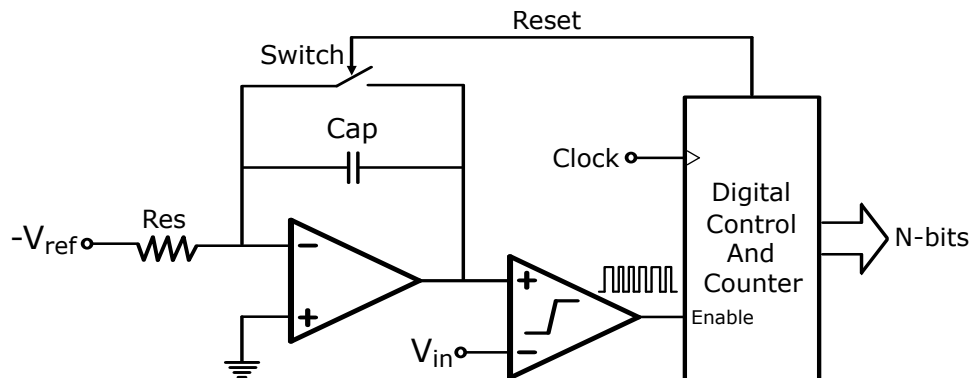 Reset
Switch
Cap
Clock
Res
-Vref
Digital
Control
And
Counter
N-bits
Enable
Vin